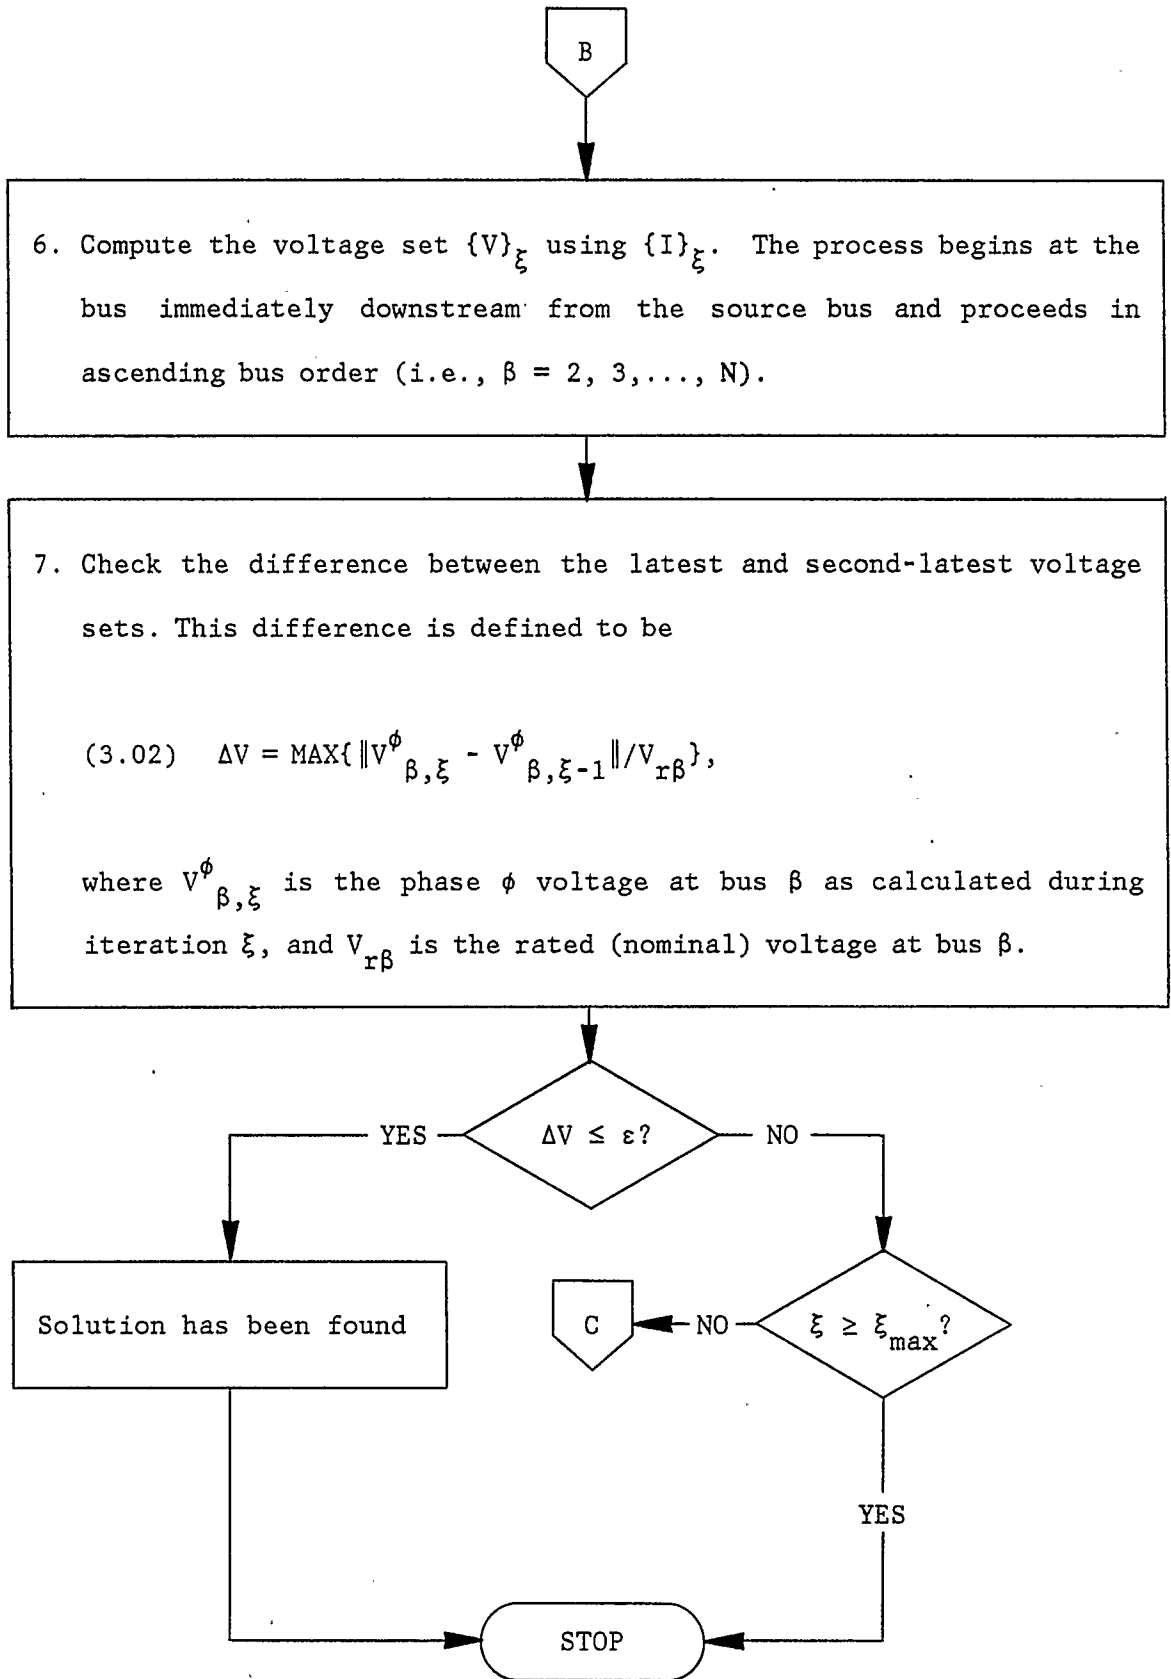 B
6. Compute the voltage set {V}ξ using {I}ξ. The process begins at the
bus immediately downstream from the source bus and proceeds in
ascending bus order (i.e., β = 2, 3,..., N).
7. Check the difference between the latest and second-latest voltage
sets. This difference is defined to be
(3.02) ΔV = MAX{‖V^ϕ_β,ξ - V^ϕ_β,ξ-1‖/V_rβ},
where V^ϕ_β,ξ is the phase ϕ voltage at bus β as calculated during
iteration ξ, and V_rβ is the rated (nominal) voltage at bus β.
YES
ΔV ≤ ε?
NO
Solution has been found
C
NO
ξ ≥ ξ_max?
YES
STOP